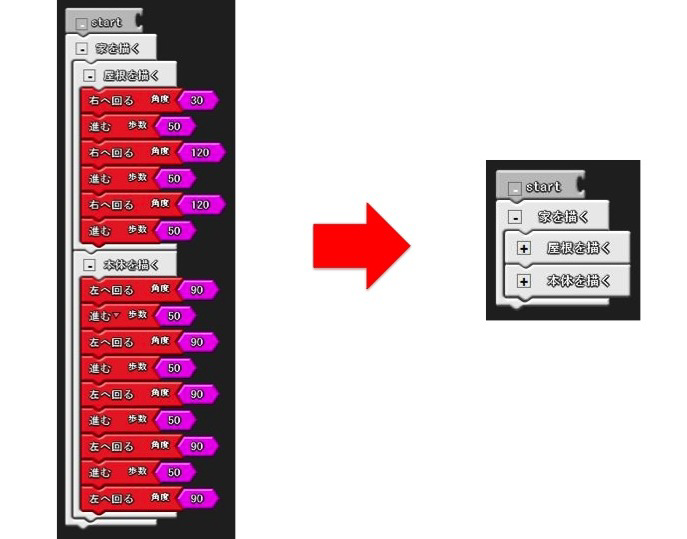 - start
- 家を描く
- 屋根を描く
右へ回る 角度 30
進む 歩数 50
右へ回る 角度 120
進む 歩数 50
右へ回る 角度 120
進む 歩数 50
- 本体を描く
左へ回る 角度 90
進む 歩数 50
左へ回る 角度 90
進む 歩数 50
左へ回る 角度 90
進む 歩数 50
左へ回る 角度 90
進む 歩数 50
左へ回る 角度 90
- start
- 家を描く
+ 屋根を描く
+ 本体を描く